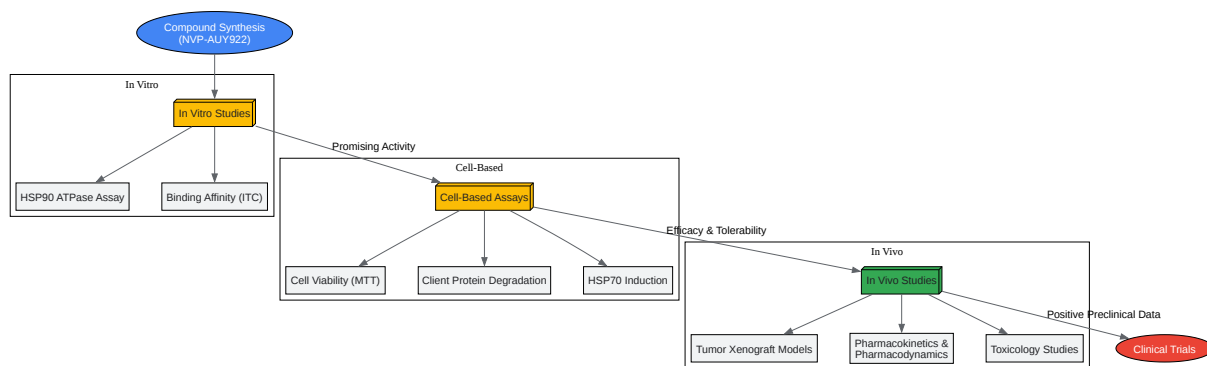 Compound Synthesis
(NVP-AUY922)
In Vitro
In Vitro Studies
Promising Activity
HSP90 ATPase Assay
Binding Affinity (ITC)
Cell-Based
Cell-Based Assays
Efficacy & Tolerability
Cell Viability (MTT)
Client Protein Degradation
HSP70 Induction
In Vivo
In Vivo Studies
Positive Preclinical Data
Tumor Xenograft Models
Pharmacokinetics &
Pharmacodynamics
Toxicology Studies
Clinical Trials